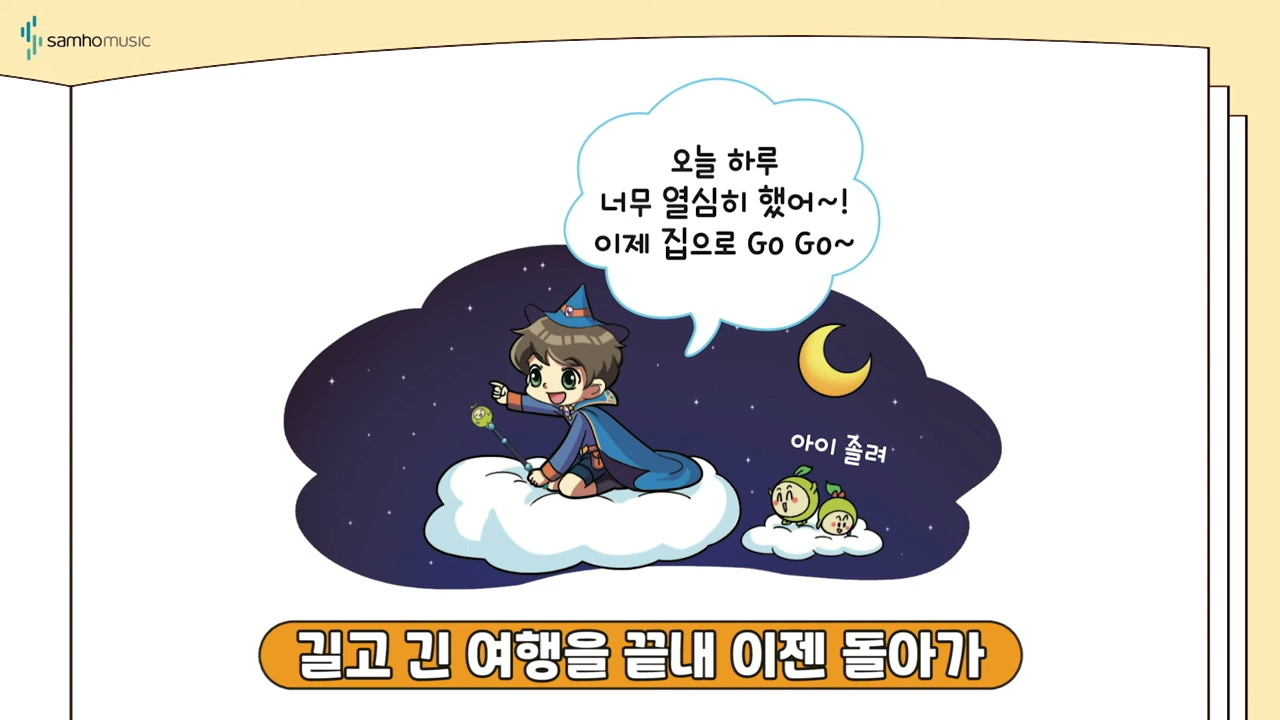 samhomusic
오늘 하루
너무 열심히 했어~!
이제 집으로 Go Go~
아이 졸려
길고 긴 여행을 끝내 이젠 돌아가